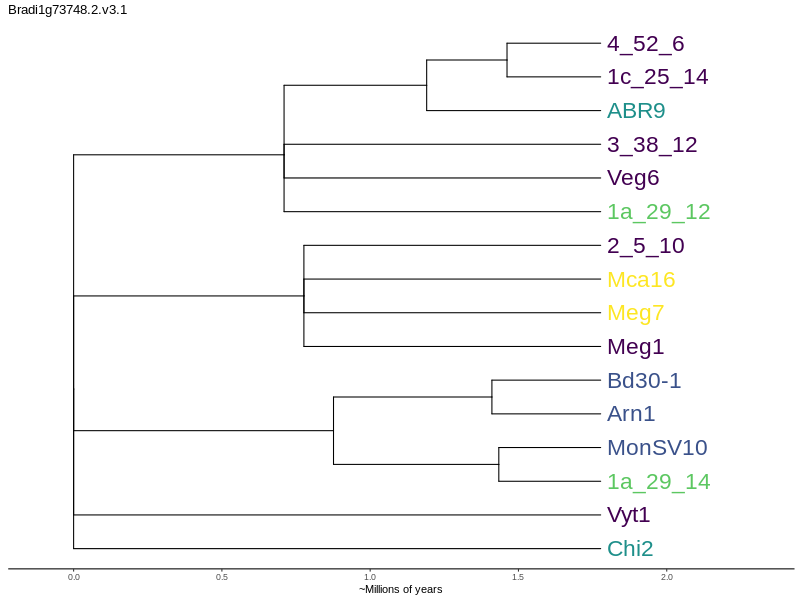 Bradi1g73748.2.v3.1
4_52_6
1c_25_14
ABR9
3_38_12
Veg6
1a_29_12
2_5_10
Mca16
Meg7
Meg1
Bd30-1
Arn1
MonSV10
1a_29_14
Vyt1
Chi2
0.0 0.5 1.0 1.5 2.0
~Millions of years